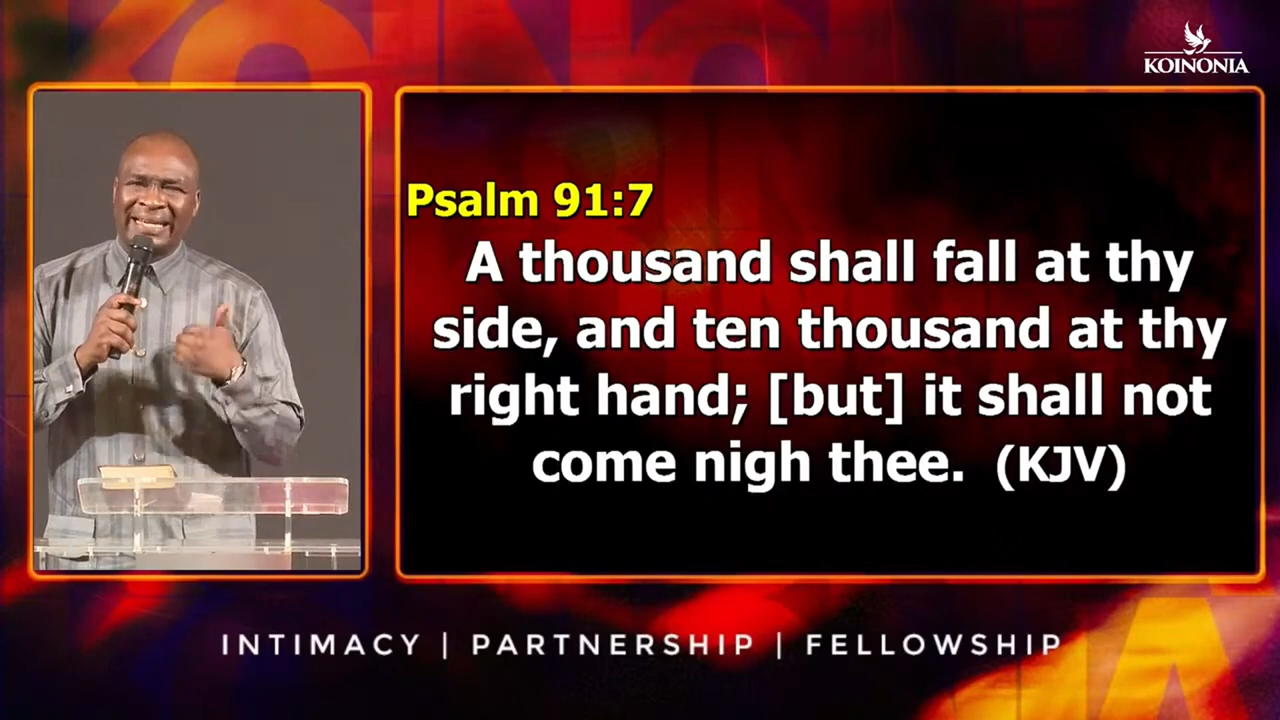 KOINONIA
Psalm 91:7
A thousand shall fall at thy
side, and ten thousand at thy
right hand; [but] it shall not
come nigh thee. (KJV)
INTIMACY | PARTNERSHIP | FELLOWSHIP